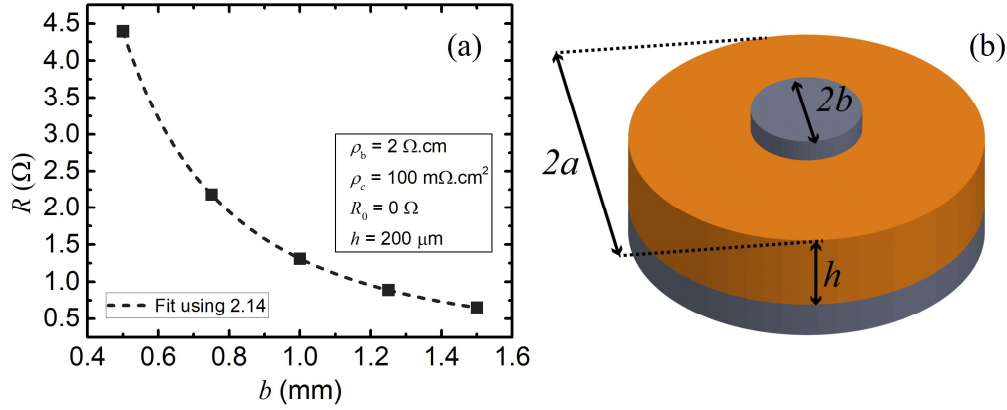 (a)
R (Ω)
4.5
4.0
3.5
3.0
2.5
2.0
1.5
1.0
0.5
ρb = 2 Ω.cm
ρc = 100 mΩ.cm²
R0 = 0 Ω
h = 200 μm
Fit using 2.14
0.4 0.6 0.8 1.0 1.2 1.4 1.6
b (mm)
(b)
2b
2a
h